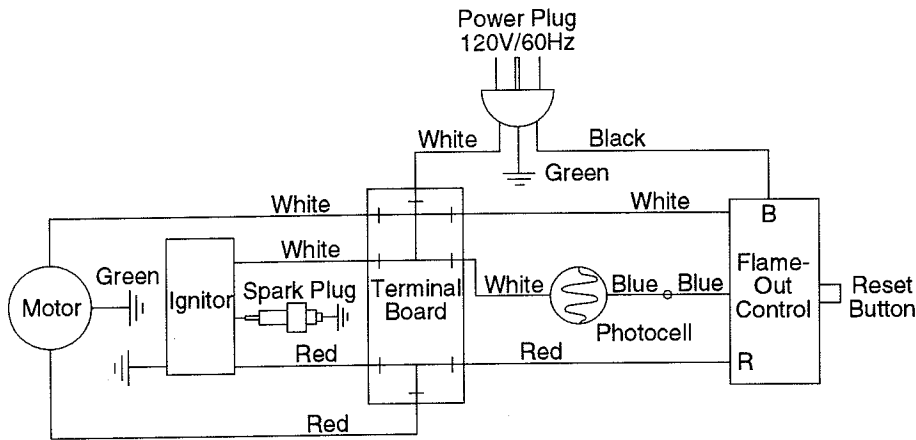 Power Plug
120V/60Hz
White
Black
Green
White
White
B
White
Green
Motor
Ignitor
Spark Plug
Terminal
Board
White
Blue
Blue
Photocell
Flame-
Out
Control
Reset
Button
Red
Red
R
Red